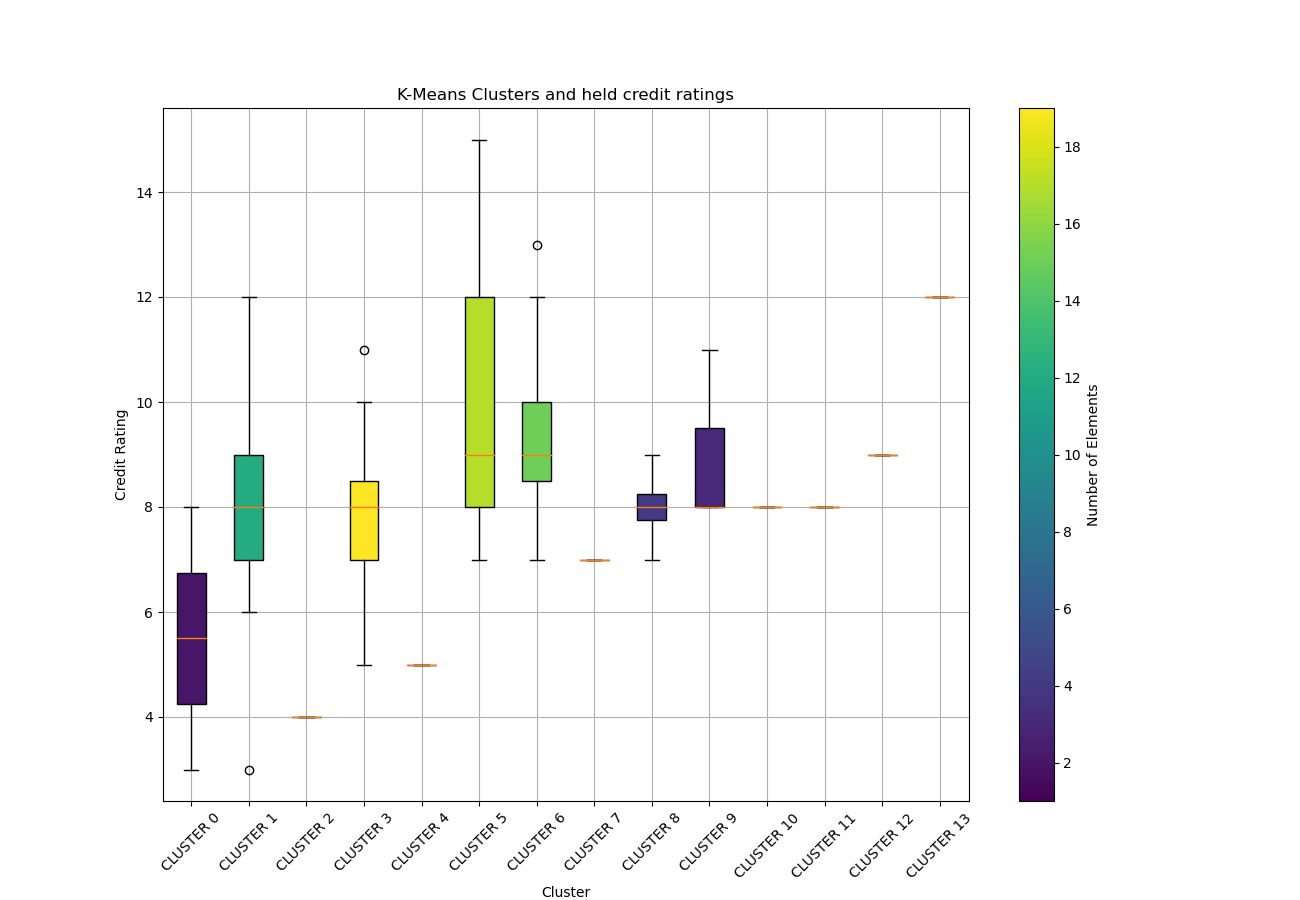 K-Means Clusters and held credit ratings
14
12
10
8
6
4
Credit Rating
CLUSTER 0
CLUSTER 1
CLUSTER 2
CLUSTER 3
CLUSTER 4
CLUSTER 5
CLUSTER 6
CLUSTER 7
CLUSTER 8
CLUSTER 9
CLUSTER 10
CLUSTER 11
CLUSTER 12
CLUSTER 13
Cluster
18
16
14
12
10
8
6
4
2
Number of Elements